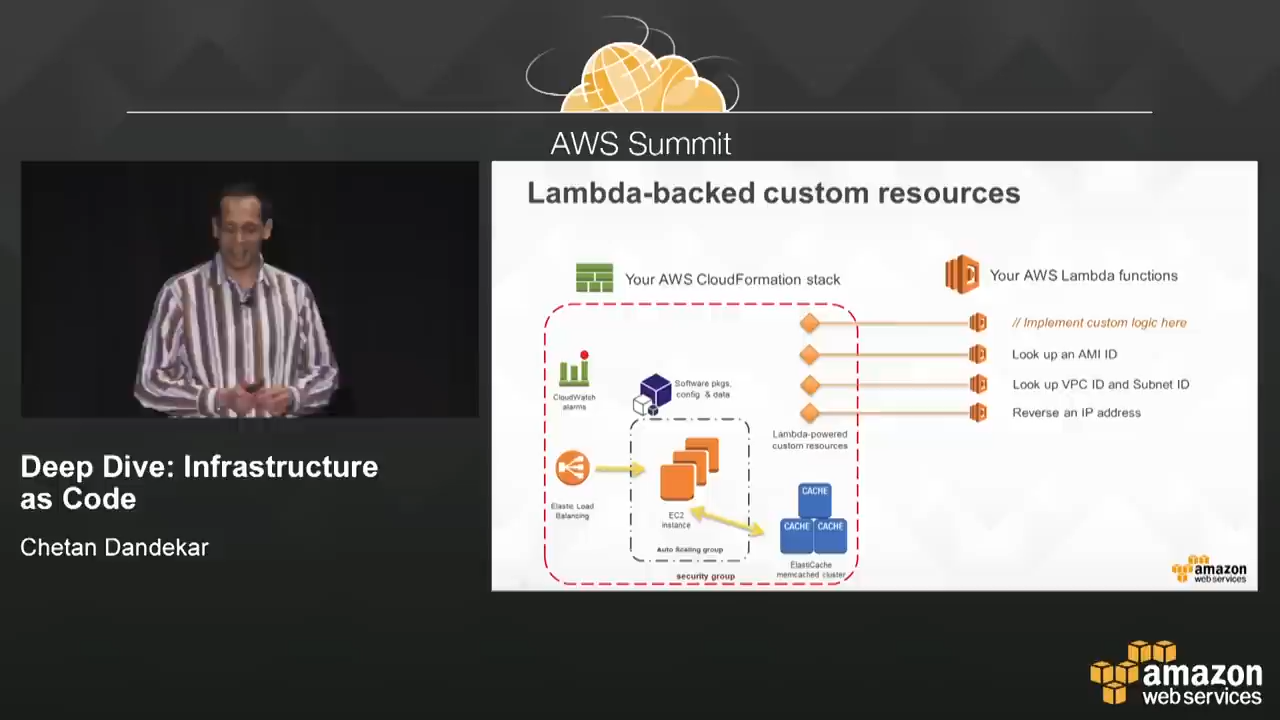 AWS Summit
Lambda-backed custom resources
Your AWS CloudFormation stack
Your AWS Lambda functions
// Implement custom logic here
Look up an AMI ID
Look up VPC ID and Subnet ID
Reverse an IP address
CloudWatch
alarms
Software pkgs,
config & data
Lambda-powered
custom resources
Elastic Load
Balancing
EC2
instance
Auto Scaling group
security group
CACHE
CACHE CACHE
ElastiCache
memcached cluster
amazon
web services
Deep Dive: Infrastructure
as Code
Chetan Dandekar
amazon
web services